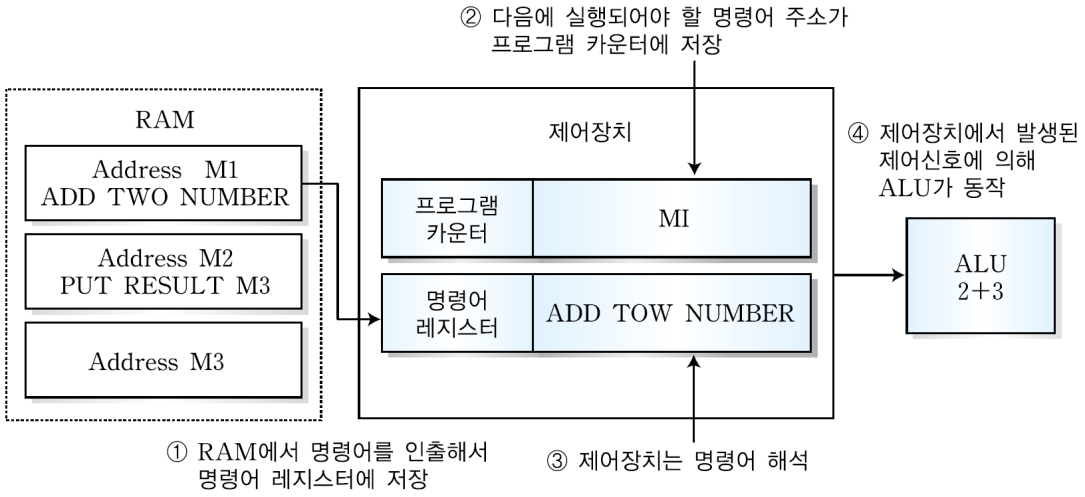 ② 다음에 실행되어야 할 명령어 주소가
프로그램 카운터에 저장
RAM
Address M1
ADD TWO NUMBER
Address M2
PUT RESULT M3
Address M3
제어장치
프로그램
카운터
MI
명령어
레지스터
ADD TOW NUMBER
④ 제어장치에서 발생된
제어신호에 의해
ALU가 동작
ALU
2+3
① RAM에서 명령어를 인출해서
명령어 레지스터에 저장
③ 제어장치는 명령어 해석